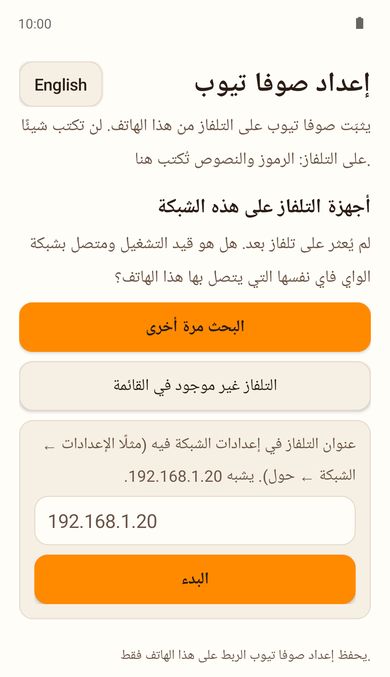 10:00
إعداد صوفا تيوب
English
يثبّت صوفا تيوب على التلفاز من هذا الهاتف. لن تكتب شيئًا
على التلفاز: الرموز والنصوص تُكتب هنا.
أجهزة التلفاز على هذه الشبكة
لم يُعثر على تلفاز بعد. هل هو قيد التشغيل ومتصل بشبكة
الواي فاي نفسها التي يتصل بها هذا الهاتف؟
البحث مرة أخرى
التلفاز غير موجود في القائمة
عنوان التلفاز في إعدادات الشبكة فيه (مثلًا الإعدادات ←
الشبكة ← حول). يشبه 192.168.1.20.
192.168.1.20
البدء
يحفظ إعداد صوفا تيوب الربط على هذا الهاتف فقط.